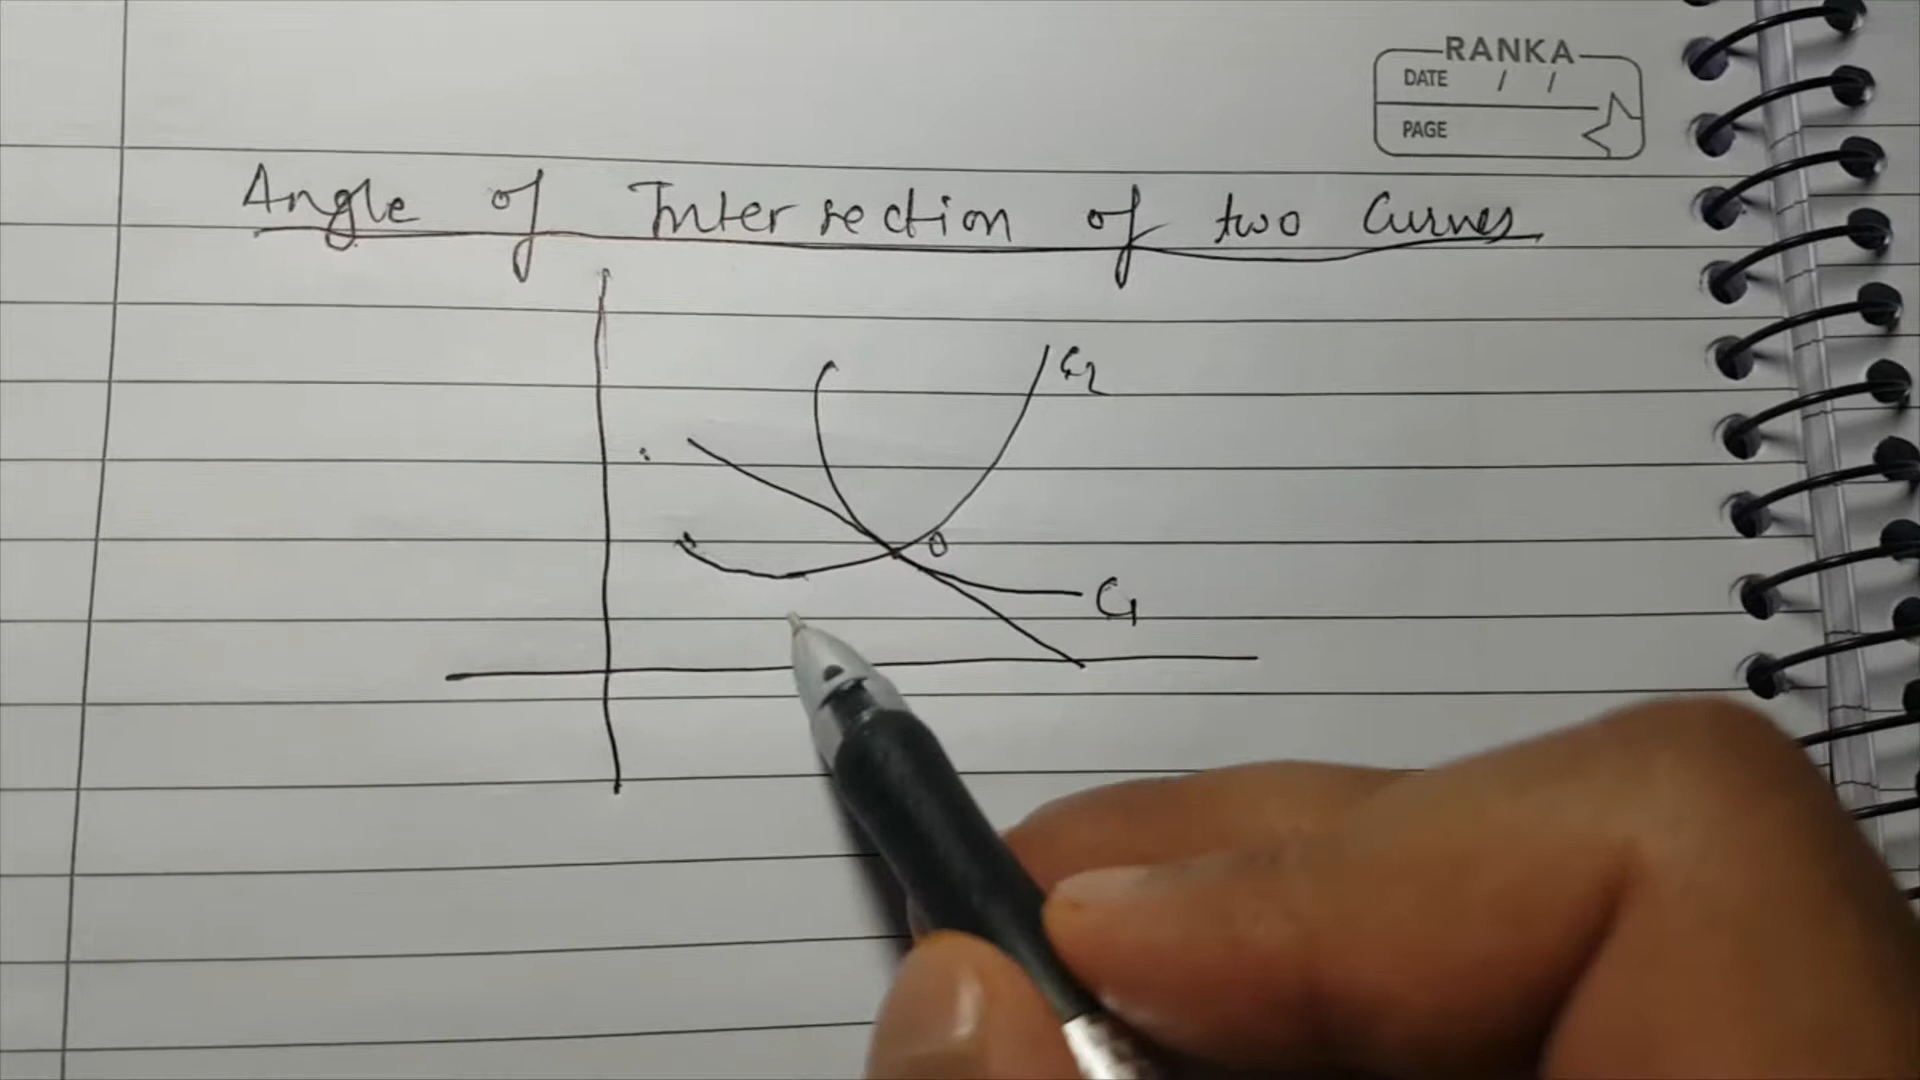 RANKA
DATE / /
PAGE
Angle of Intersection of two Curves
C2
O
C1